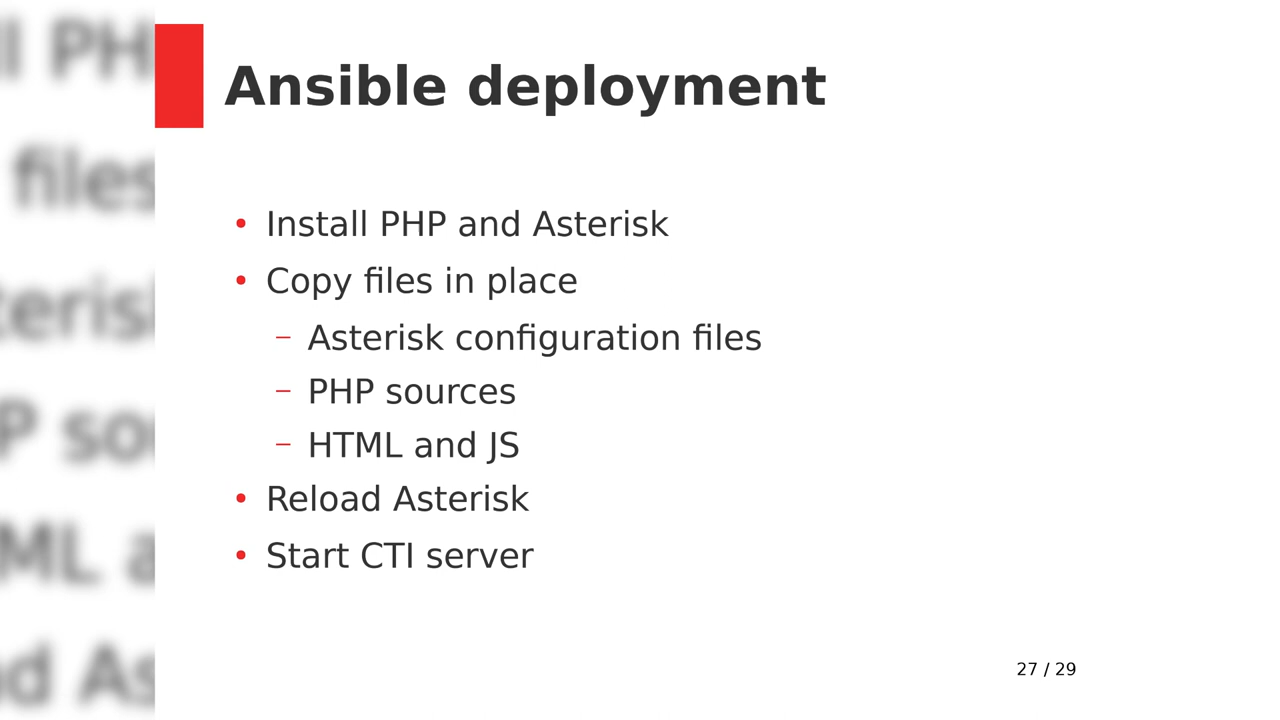 Ansible deployment
• Install PHP and Asterisk
• Copy files in place
– Asterisk configuration files
– PHP sources
– HTML and JS
• Reload Asterisk
• Start CTI server
27 / 29